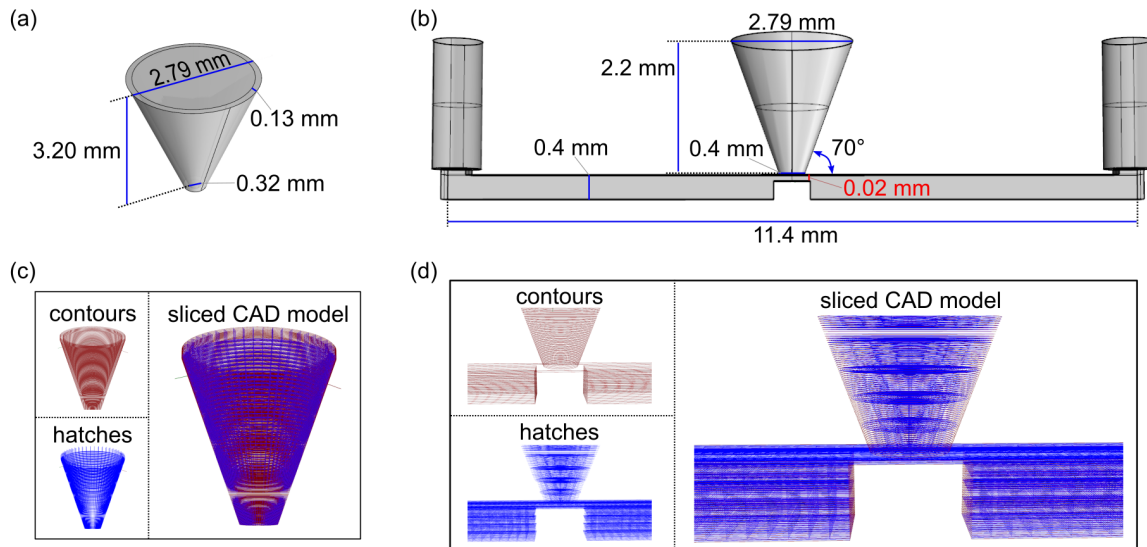 (a)
2.79 mm
0.13 mm
3.20 mm
0.32 mm
(b)
2.79 mm
2.2 mm
0.4 mm
0.4 mm
70°
0.02 mm
11.4 mm
(c)
contours
sliced CAD model
hatches
(d)
contours
sliced CAD model
hatches